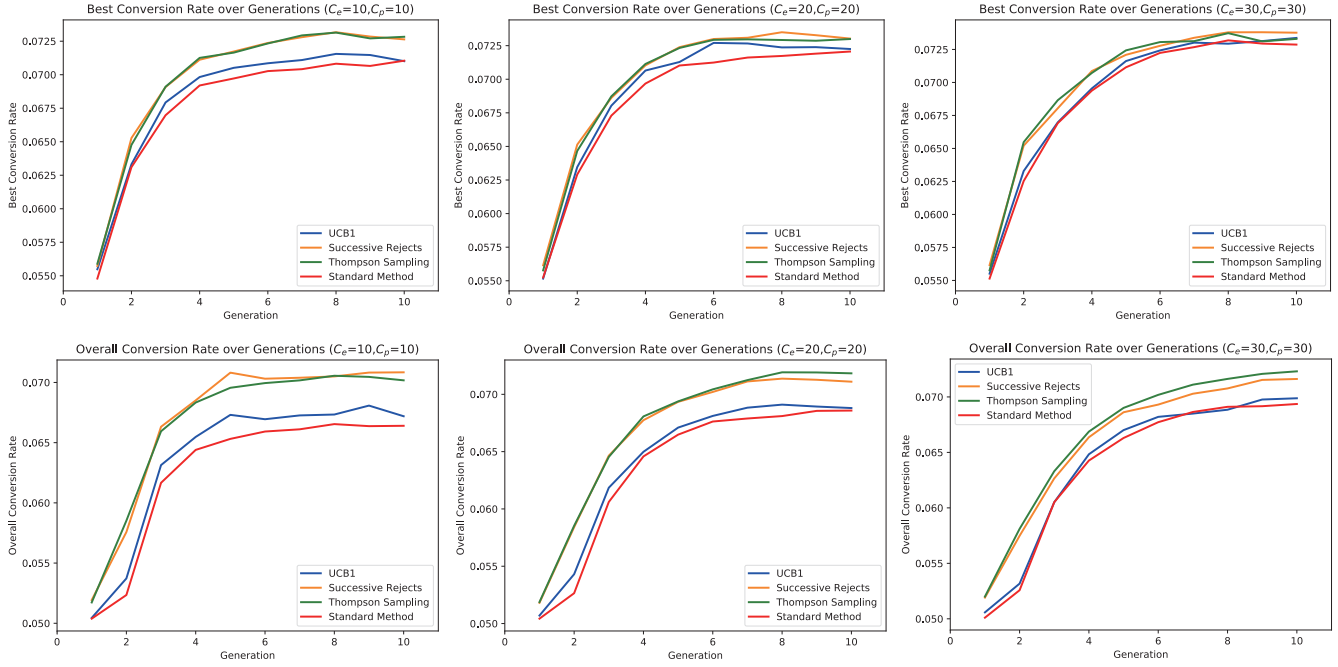 Best Conversion Rate over Generations (Ce=10,Cp=10)
Best Conversion Rate
0.0725
0.0700
0.0675
0.0650
0.0625
0.0600
0.0575
0.0550
UCB1
Successive Rejects
Thompson Sampling
Standard Method
0 2 4 6 8 10
Generation
Best Conversion Rate over Generations (Ce=20,Cp=20)
Best Conversion Rate
0.0725
0.0700
0.0675
0.0650
0.0625
0.0600
0.0575
0.0550
UCB1
Successive Rejects
Thompson Sampling
Standard Method
0 2 4 6 8 10
Generation
Best Conversion Rate over Generations (Ce=30,Cp=30)
Best Conversion Rate
0.0725
0.0700
0.0675
0.0650
0.0625
0.0600
0.0575
0.0550
UCB1
Successive Rejects
Thompson Sampling
Standard Method
0 2 4 6 8 10
Generation
Overall Conversion Rate over Generations (Ce=10,Cp=10)
Overall Conversion Rate
0.070
0.065
0.060
0.055
0.050
UCB1
Successive Rejects
Thompson Sampling
Standard Method
0 2 4 6 8 10
Generation
Overall Conversion Rate over Generations (Ce=20,Cp=20)
Overall Conversion Rate
0.070
0.065
0.060
0.055
0.050
UCB1
Successive Rejects
Thompson Sampling
Standard Method
0 2 4 6 8 10
Generation
Overall Conversion Rate over Generations (Ce=30,Cp=30)
Overall Conversion Rate
0.070
0.065
0.060
0.055
0.050
UCB1
Successive Rejects
Thompson Sampling
Standard Method
0 2 4 6 8 10
Generation